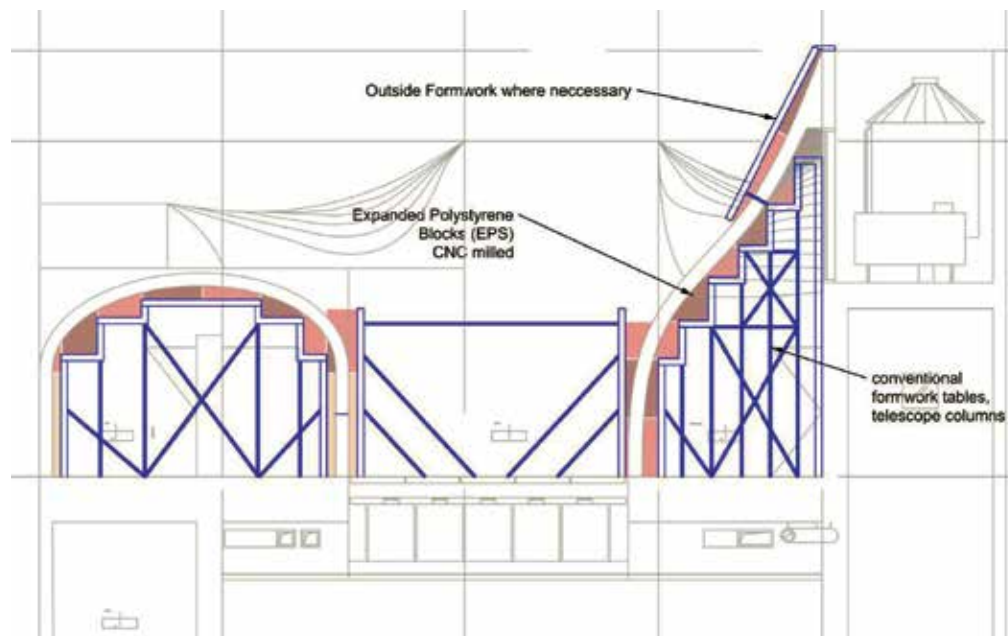 Outside Formwork where neccessary
Expanded Polystyrene
Blocks (EPS)
CNC milled
conventional
formwork tables,
telescope columns